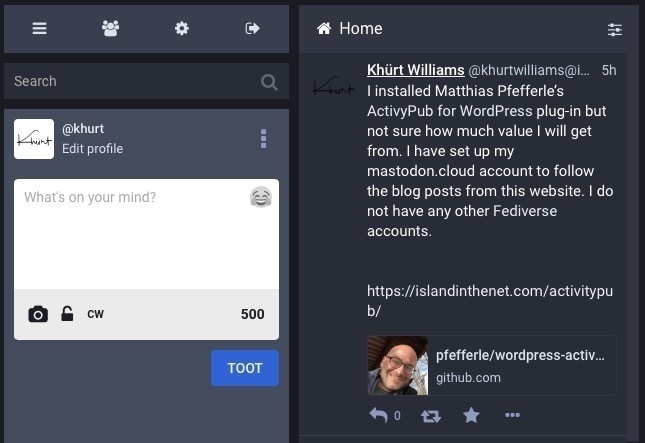 Search
@khurt
Edit profile
What's on your mind?
CW
500
TOOT
Home
Khürt Williams @khurtwilliams@i... 5h
I installed Matthias Pfefferle's
ActivyPub for WordPress plug-in but
not sure how much value I will get
from. I have set up my
mastodon.cloud account to follow
the blog posts from this website. I do
not have any other Fediverse
accounts.
https://islandinthenet.com/activitypu
b/
pfefferle/wordpress-activ...
github.com
0